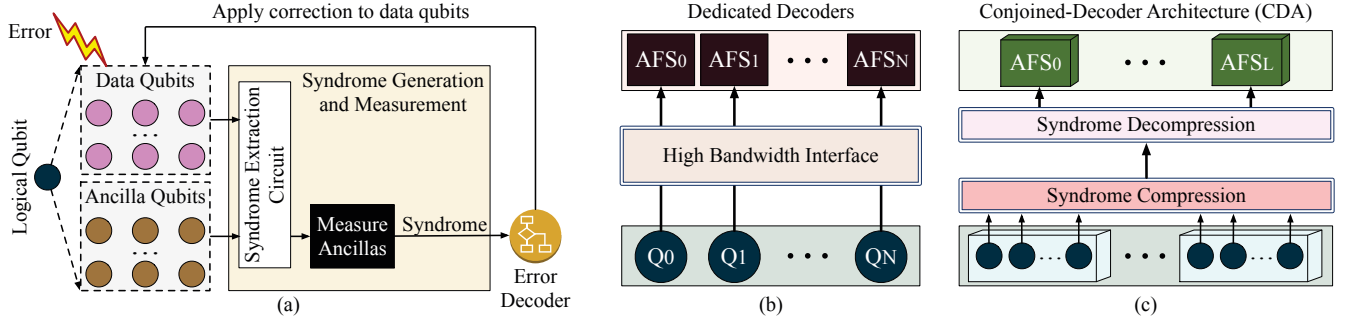 Apply correction to data qubits
Error
Data Qubits
...
Logical Qubit
Ancilla Qubits
...
Syndrome Generation
and Measurement
Syndrome Extraction
Circuit
Measure
Ancillas
Syndrome
Error
Decoder
(a)
Dedicated Decoders
AFS0 AFS1 • • • AFSN
High Bandwidth Interface
Q0 Q1 • • • QN
(b)
Conjoined-Decoder Architecture (CDA)
AFS0 • • • AFSL
Syndrome Decompression
Syndrome Compression
... • • • ...
(c)